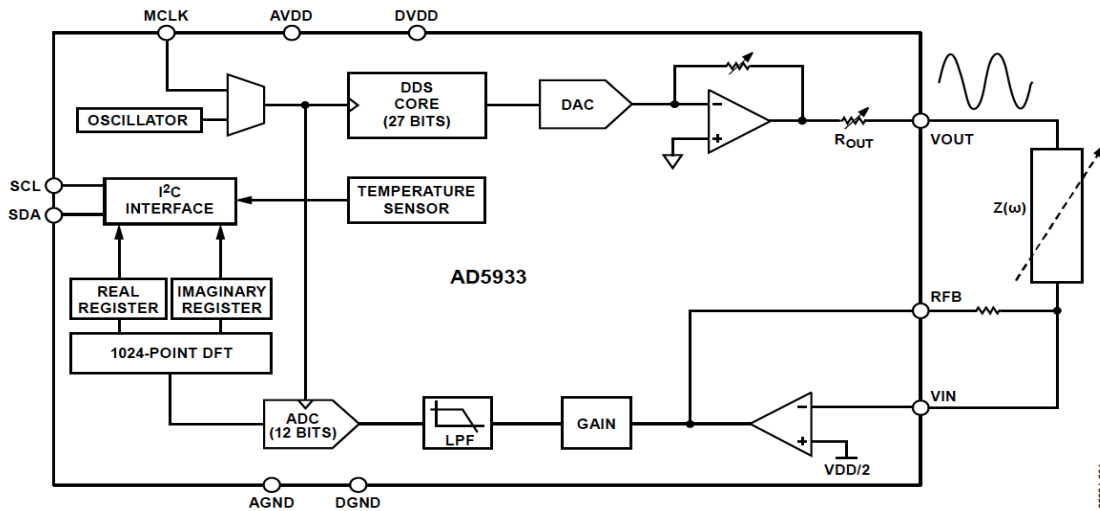 MCLK
AVDD
DVDD
OSCILLATOR
DDS
CORE
(27 BITS)
DAC
ROUT
VOUT
SCL
SDA
I2C
INTERFACE
TEMPERATURE
SENSOR
Z(ω)
AD5933
REAL
REGISTER
IMAGINARY
REGISTER
RFB
1024-POINT DFT
VIN
ADC
(12 BITS)
LPF
GAIN
VDD/2
AGND
DGND